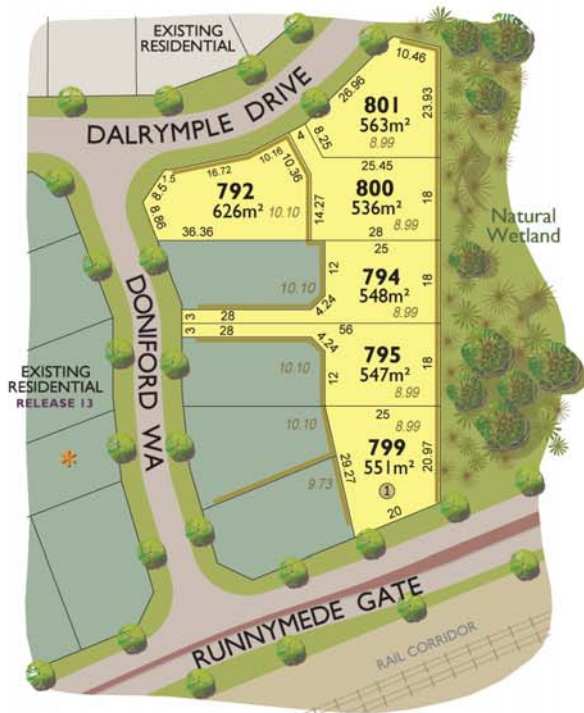 EXISTING
RESIDENTIAL
DALRYMPLE DRIVE
10.46
26.96
801
563m²
8.99
23.93
8.25
4
25.45
800
536m²
8.99
18
28
14.27
10.36
10.16
16.72
7.5
8.5
8.86
792
626m²
10.10
36.36
Natural
Wetland
25
12
794
548m²
8.99
18
10.10
4.24
3
28
3
28
56
4.24
12
795
547m²
8.99
18
10.10
DONIFORD WA
EXISTING
RESIDENTIAL
RELEASE 13
25
8.99
799
551m²
1
20.97
29.27
20
10.10
9.73
RUNNYMEDE GATE
RAIL CORRIDOR